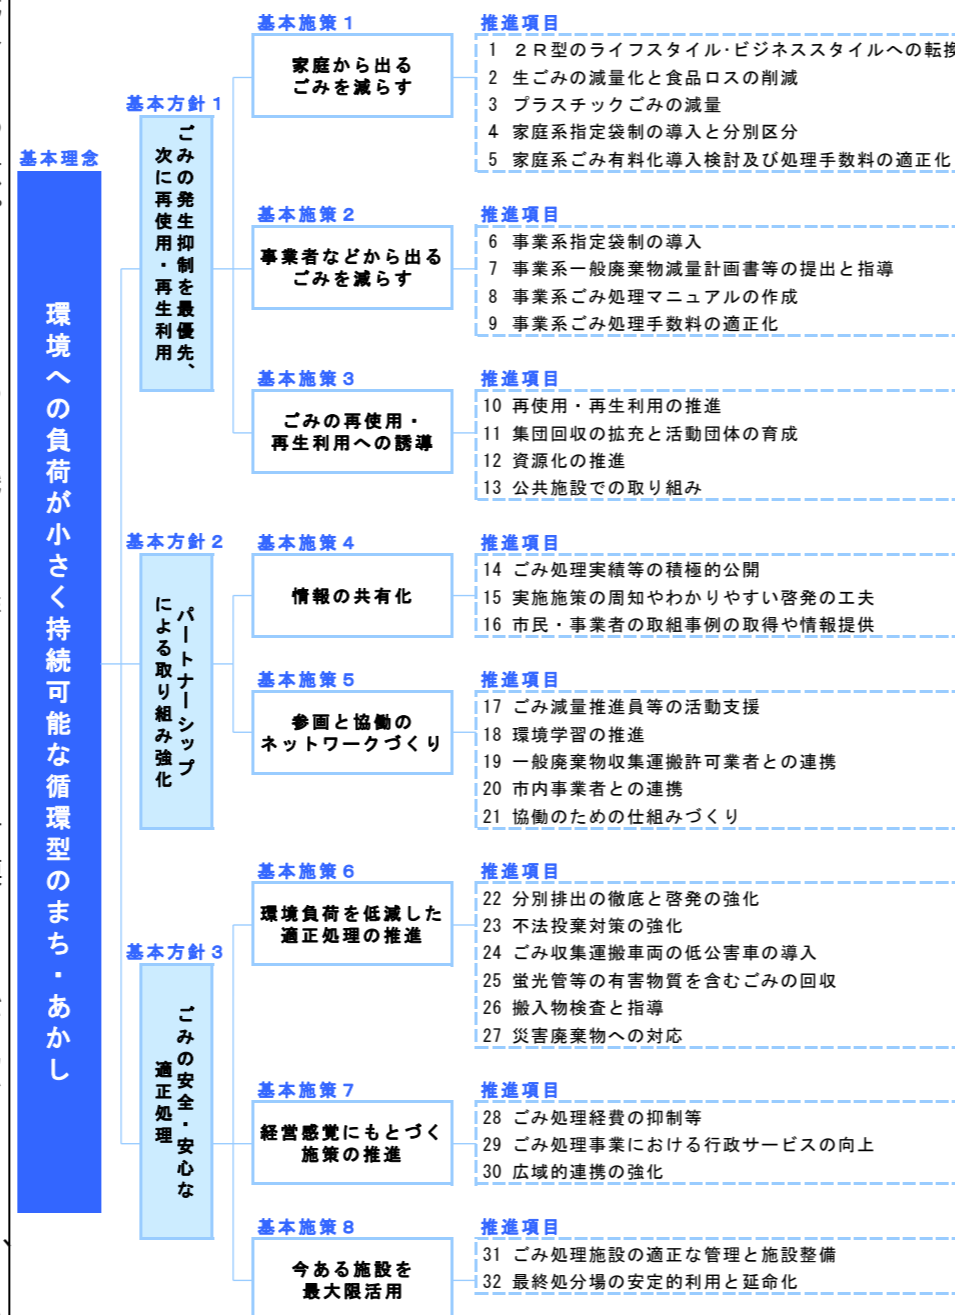 基本理念
環境への負荷が小さく持続可能な循環型のまち・あかし
基本方針１
ごみの発生抑制を最優先、
次に再使用・再生利用
基本施策１
家庭から出る
ごみを減らす
推進項目
1 ２Ｒ型のライフスタイル・ビジネススタイルへの転換
2 生ごみの減量化と食品ロスの削減
3 プラスチックごみの減量
4 家庭系指定袋制の導入と分別区分
5 家庭系ごみ有料化導入検討及び処理手数料の適正化
基本施策２
事業者などから出る
ごみを減らす
推進項目
6 事業系指定袋制の導入
7 事業系一般廃棄物減量計画書等の提出と指導
8 事業系ごみ処理マニュアルの作成
9 事業系ごみ処理手数料の適正化
基本施策３
ごみの再使用・
再生利用への誘導
推進項目
10 再使用・再生利用の推進
11 集団回収の拡充と活動団体の育成
12 資源化の推進
13 公共施設での取り組み
基本方針２
パートナーシップ
による取り組み強化
基本施策４
情報の共有化
推進項目
14 ごみ処理実績等の積極的公開
15 実施施策の周知やわかりやすい啓発の工夫
16 市民・事業者の取組事例の取得や情報提供
基本施策５
参画と協働の
ネットワークづくり
推進項目
17 ごみ減量推進員等の活動支援
18 環境学習の推進
19 一般廃棄物収集運搬許可業者との連携
20 市内事業者との連携
21 協働のための仕組みづくり
基本方針３
ごみの安全・安心な
適正処理
基本施策６
環境負荷を低減した
適正処理の推進
推進項目
22 分別排出の徹底と啓発の強化
23 不法投棄対策の強化
24 ごみ収集運搬車両の低公害車の導入
25 蛍光管等の有害物質を含むごみの回収
26 搬入物検査と指導
27 災害廃棄物への対応
基本施策７
経営感覚にもとづく
施策の推進
推進項目
28 ごみ処理経費の抑制等
29 ごみ処理事業における行政サービスの向上
30 広域的連携の強化
基本施策８
今ある施設を
最大限活用
推進項目
31 ごみ処理施設の適正な管理と施設整備
32 最終処分場の安定的利用と延命化